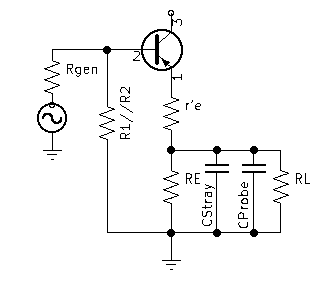 3
2
Rgen
1
r'e
R1//R2
RE
CStray
CProbe
RL